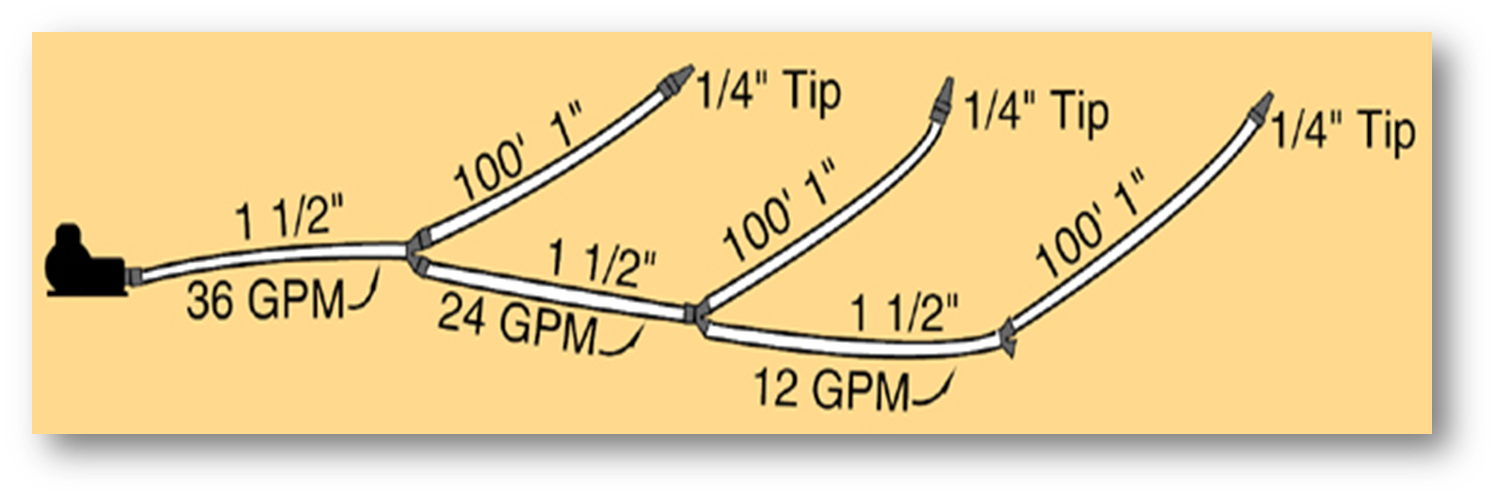 1/4" Tip
1/4" Tip
1/4" Tip
100' 1"
100' 1"
100' 1"
1 1/2"
1 1/2"
1 1/2"
36 GPM
24 GPM
12 GPM